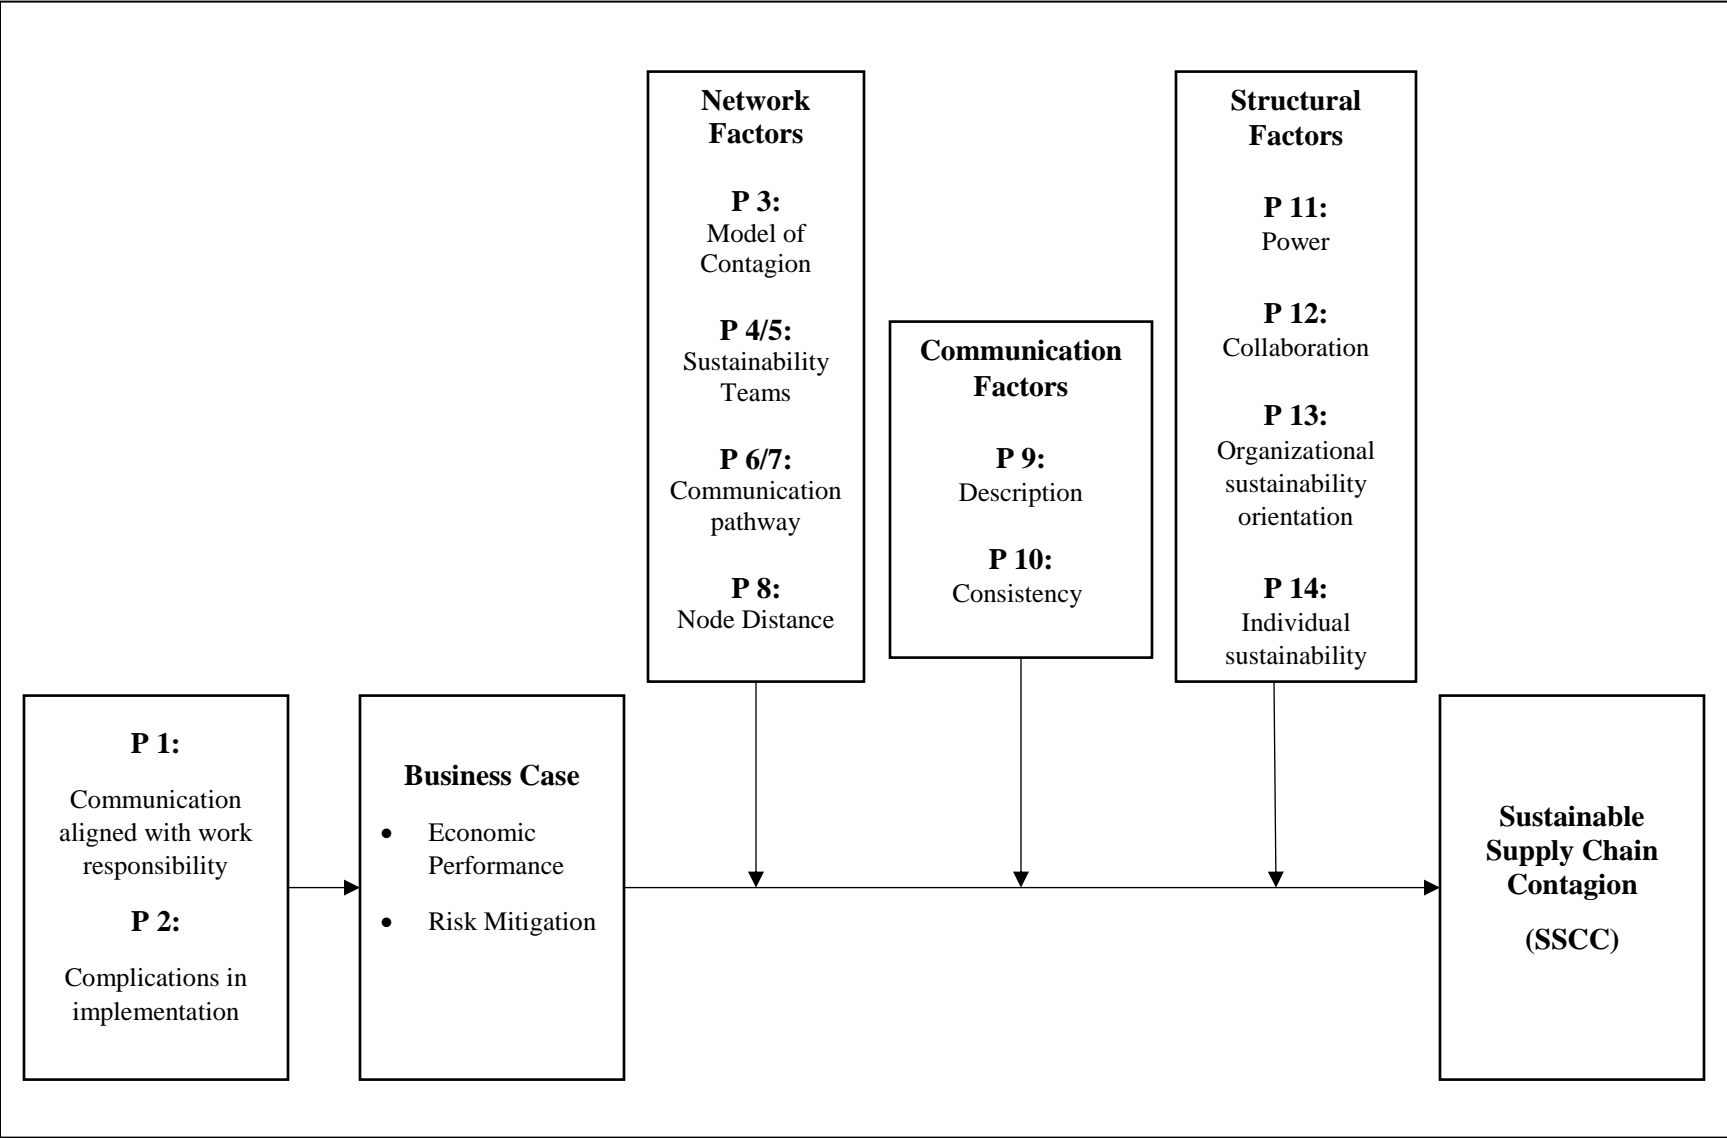 Network
Factors
P 3:
Model of
Contagion
P 4/5:
Sustainability
Teams
P 6/7:
Communication
pathway
P 8:
Node Distance
Communication
Factors
P 9:
Description
P 10:
Consistency
Structural
Factors
P 11:
Power
P 12:
Collaboration
P 13:
Organizational
sustainability
orientation
P 14:
Individual
sustainability
P 1:
Communication
aligned with work
responsibility
P 2:
Complications in
implementation
Business Case
• Economic
Performance
• Risk Mitigation
Sustainable
Supply Chain
Contagion
(SSCC)